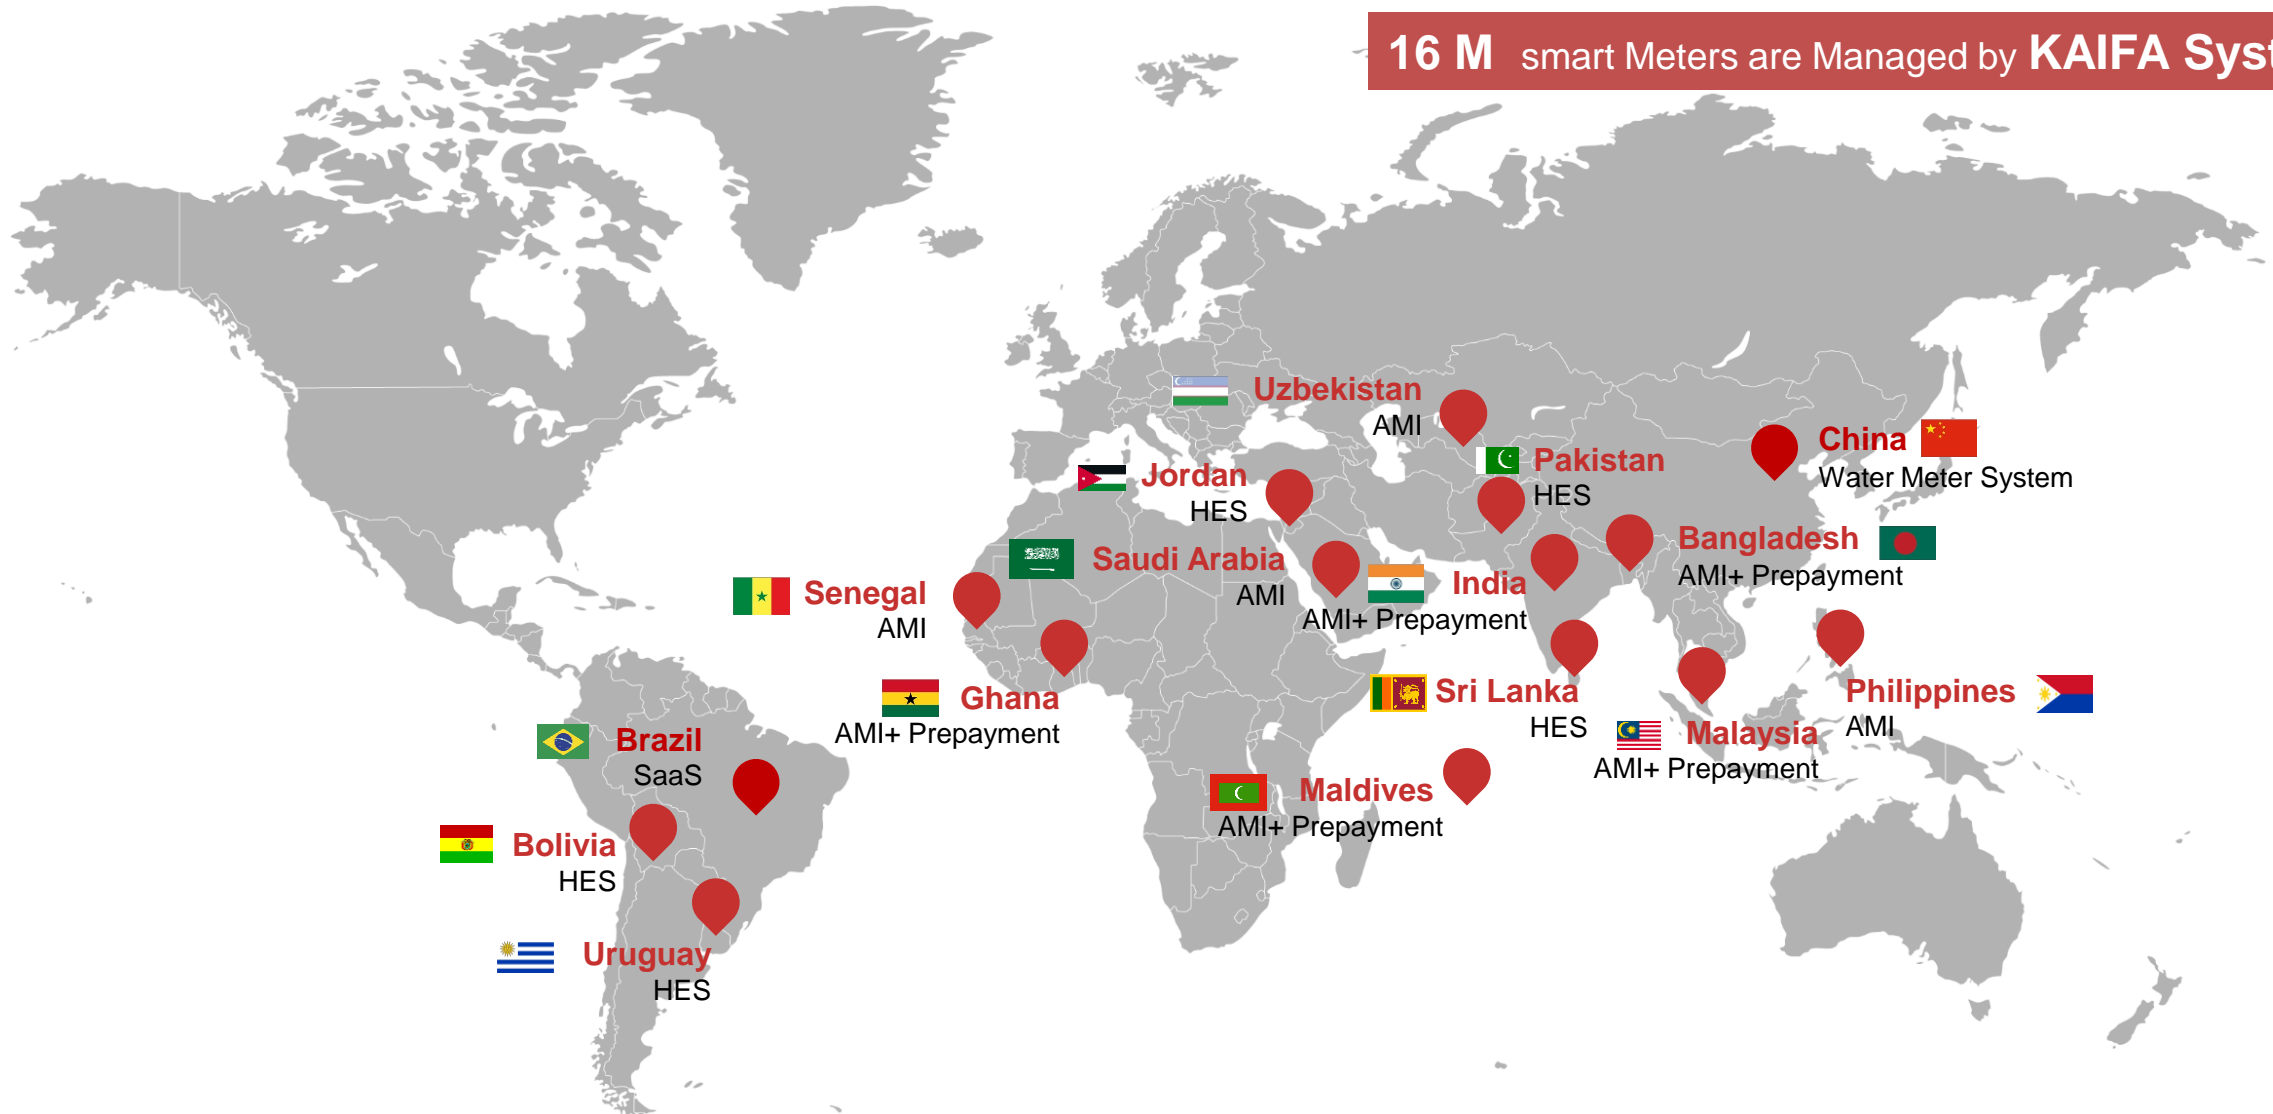 16 M smart Meters are Managed by KAIFA Syst
Uzbekistan
AMI
China
Water Meter System
Pakistan
HES
Jordan
HES
Bangladesh
AMI+ Prepayment
Saudi Arabia
AMI
India
AMI+ Prepayment
Senegal
AMI
Ghana
AMI+ Prepayment
Sri Lanka
HES
Philippines
AMI
Malaysia
AMI+ Prepayment
Brazil
SaaS
Maldives
AMI+ Prepayment
Bolivia
HES
Uruguay
HES